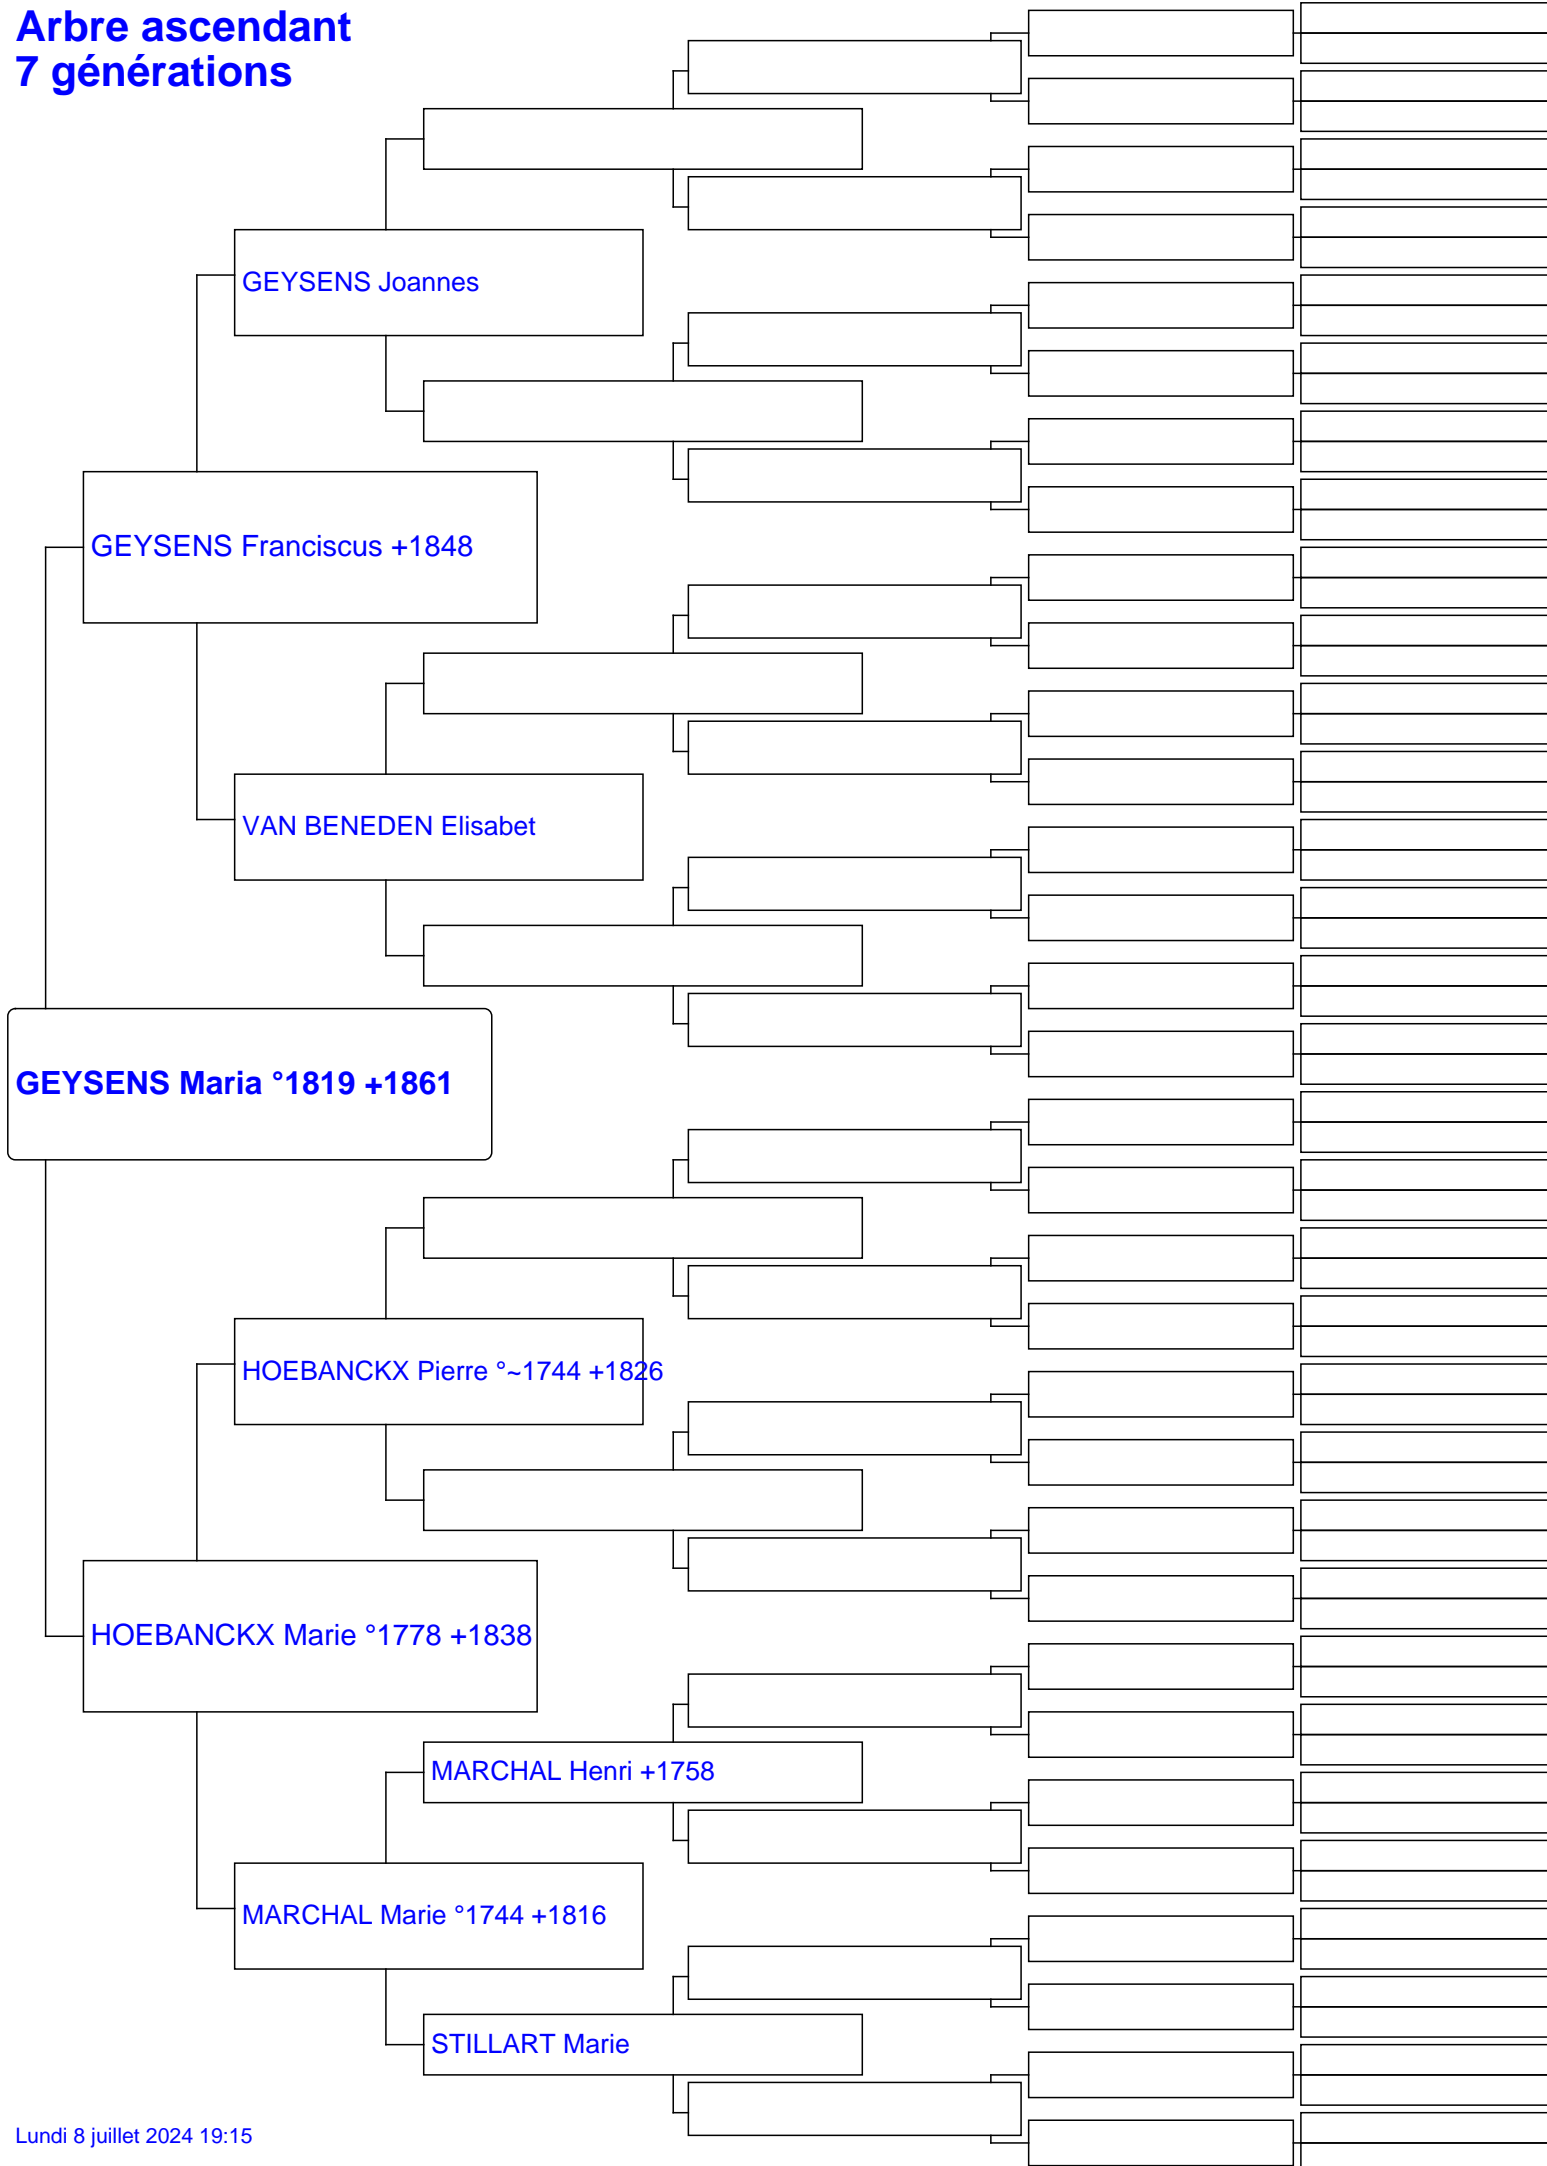 Arbre ascendant
7 générations
GEYSENS Joannes
GEYSENS Franciscus +1848
VAN BENEDEN Elisabet
GEYSENS Maria °1819 +1861
HOEBANCKX Pierre °~1744 +1826
HOEBANCKX Marie °1778 +1838
MARCHAL Henri +1758
MARCHAL Marie °1744 +1816
STILLART Marie
Lundi 8 juillet 2024 19:15